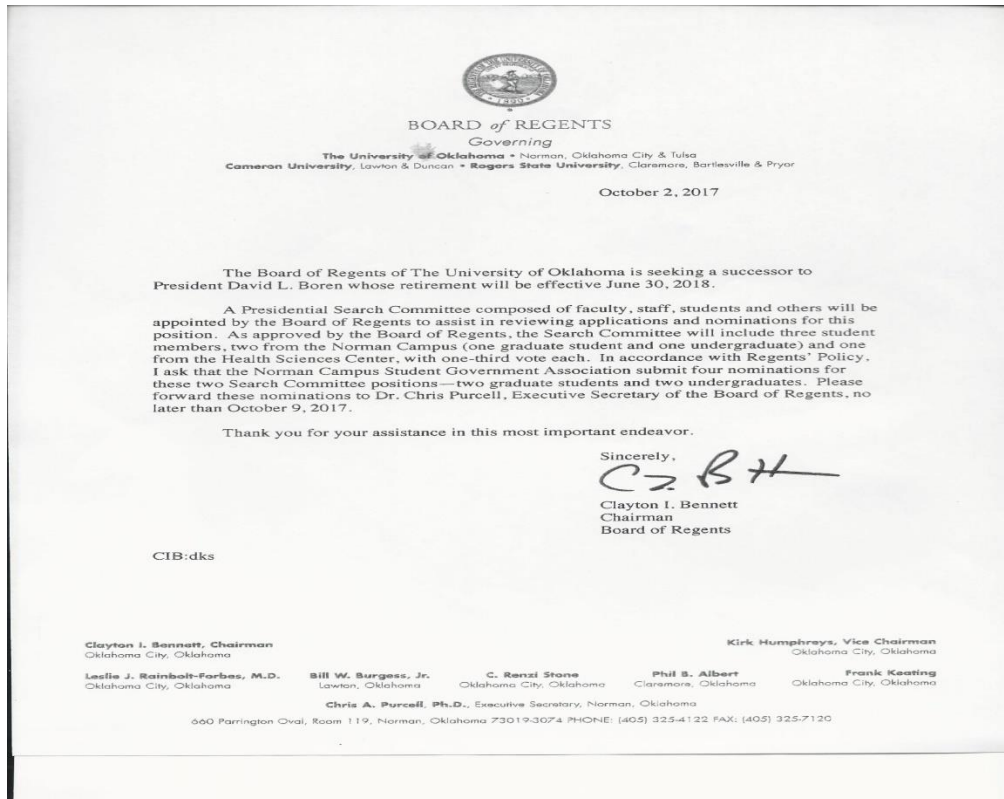 BOARD of REGENTS
Governing
The University of Oklahoma • Norman, Oklahoma City & Tulsa
Cameron University, Lawton & Duncan • Rogers State University, Claremore, Bartlesville & Pryor
October 2, 2017
The Board of Regents of The University of Oklahoma is seeking a successor to
President David L. Boren whose retirement will be effective June 30, 2018.
A Presidential Search Committee composed of faculty, staff, students and others will be
appointed by the Board of Regents to assist in reviewing applications and nominations for this
position. As approved by the Board of Regents, the Search Committee will include three student
members, two from the Norman Campus (one graduate student and one undergraduate) and one
from the Health Sciences Center, with one-third vote each. In accordance with Regents' Policy,
I ask that the Norman Campus Student Government Association submit four nominations for
these two Search Committee positions—two graduate students and two undergraduates. Please
forward these nominations to Dr. Chris Purcell, Executive Secretary of the Board of Regents, no
later than October 9, 2017.
Thank you for your assistance in this most important endeavor.
Sincerely,
Clayton I. Bennett
Chairman
Board of Regents
CIB:dks
Clayton I. Bennett, Chairman
Oklahoma City, Oklahoma
Kirk Humphreys, Vice Chairman
Oklahoma City, Oklahoma
Leslie J. Rainbolt-Forbes, M.D.
Oklahoma City, Oklahoma
Bill W. Burgess, Jr.
Lawton, Oklahoma
C. Renzi Stone
Oklahoma City, Oklahoma
Phil B. Albert
Claremore, Oklahoma
Frank Keating
Oklahoma City, Oklahoma
Chris A. Purcell, Ph.D., Executive Secretary, Norman, Oklahoma
660 Parrington Oval, Room 119, Norman, Oklahoma 73019-3074 PHONE: (405) 325-4122 FAX: (405) 325-7120